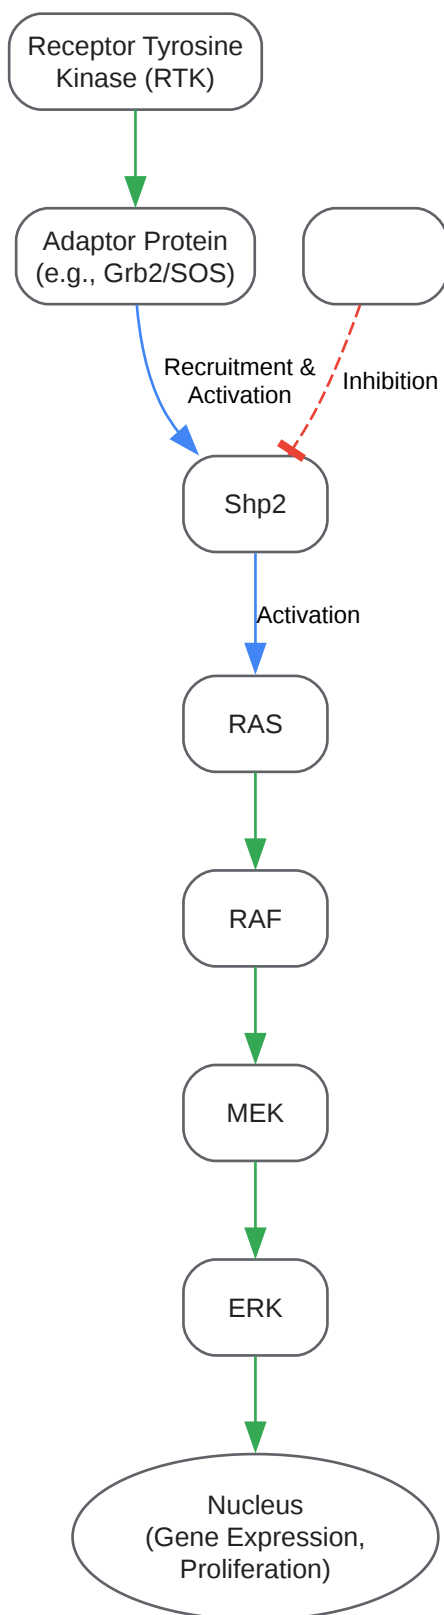 Receptor Tyrosine
Kinase (RTK)
Adaptor Protein
(e.g., Grb2/SOS)
Recruitment &
Activation
Inhibition
Shp2
Activation
RAS
RAF
MEK
ERK
Nucleus
(Gene Expression,
Proliferation)